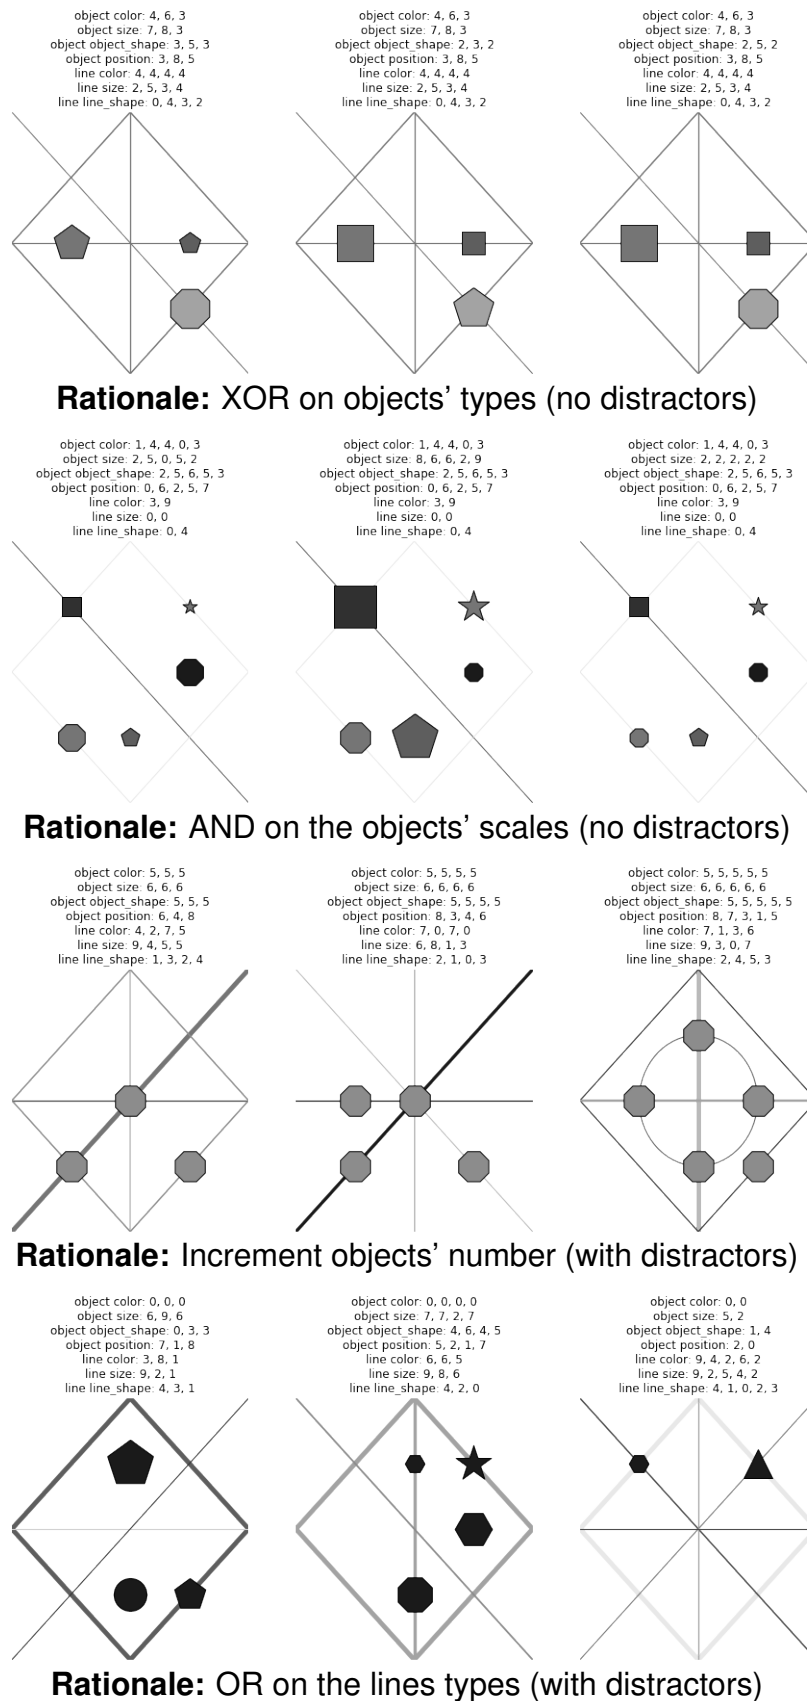 object color: 4, 6, 3
object size: 7, 8, 3
object object_shape: 3, 5, 3
object position: 3, 8, 5
line color: 4, 4, 4, 4
line size: 2, 5, 3, 4
line line_shape: 0, 4, 3, 2
object color: 4, 6, 3
object size: 7, 8, 3
object object_shape: 2, 3, 2
object position: 3, 8, 5
line color: 4, 4, 4, 4
line size: 2, 5, 3, 4
line line_shape: 0, 4, 3, 2
object color: 4, 6, 3
object size: 7, 8, 3
object object_shape: 2, 5, 2
object position: 3, 8, 5
line color: 4, 4, 4, 4
line size: 2, 5, 3, 4
line line_shape: 0, 4, 3, 2
Rationale: XOR on objects' types (no distractors)
object color: 1, 4, 4, 0, 3
object size: 2, 5, 0, 5, 2
object object_shape: 2, 5, 6, 5, 3
object position: 0, 6, 2, 5, 7
line color: 3, 9
line size: 0, 0
line line_shape: 0, 4
object color: 1, 4, 4, 0, 3
object size: 8, 6, 6, 2, 9
object object_shape: 2, 5, 6, 5, 3
object position: 0, 6, 2, 5, 7
line color: 3, 9
line size: 0, 0
line line_shape: 0, 4
object color: 1, 4, 4, 0, 3
object size: 2, 2, 2, 2, 2
object object_shape: 2, 5, 6, 5, 3
object position: 0, 6, 2, 5, 7
line color: 3, 9
line size: 0, 0
line line_shape: 0, 4
Rationale: AND on the objects' scales (no distractors)
object color: 5, 5, 5
object size: 6, 6, 6
object object_shape: 5, 5, 5
object position: 6, 4, 8
line color: 4, 2, 7, 5
line size: 9, 4, 5, 5
line line_shape: 1, 3, 2, 4
object color: 5, 5, 5, 5
object size: 6, 6, 6, 6
object object_shape: 5, 5, 5, 5
object position: 8, 3, 4, 6
line color: 7, 0, 7, 0
line size: 6, 8, 1, 3
line line_shape: 2, 1, 0, 3
object color: 5, 5, 5, 5, 5
object size: 6, 6, 6, 6, 6
object object_shape: 5, 5, 5, 5, 5
object position: 8, 7, 3, 1, 5
line color: 7, 1, 3, 6
line size: 9, 3, 0, 7
line line_shape: 2, 4, 5, 3
Rationale: Increment objects' number (with distractors)
object color: 0, 0, 0
object size: 6, 9, 6
object object_shape: 0, 3, 3
object position: 7, 1, 8
line color: 3, 8, 1
line size: 9, 2, 1
line line_shape: 4, 3, 1
object color: 0, 0, 0, 0
object size: 7, 7, 2, 7
object object_shape: 4, 6, 4, 5
object position: 5, 2, 1, 7
line color: 6, 6, 5
line size: 9, 8, 6
line line_shape: 4, 2, 0
object color: 0, 0
object size: 5, 2
object object_shape: 1, 4
object position: 2, 0
line color: 9, 4, 2, 6, 2
line size: 9, 2, 5, 4, 2
line line_shape: 4, 1, 0, 2, 3
Rationale: OR on the lines types (with distractors)